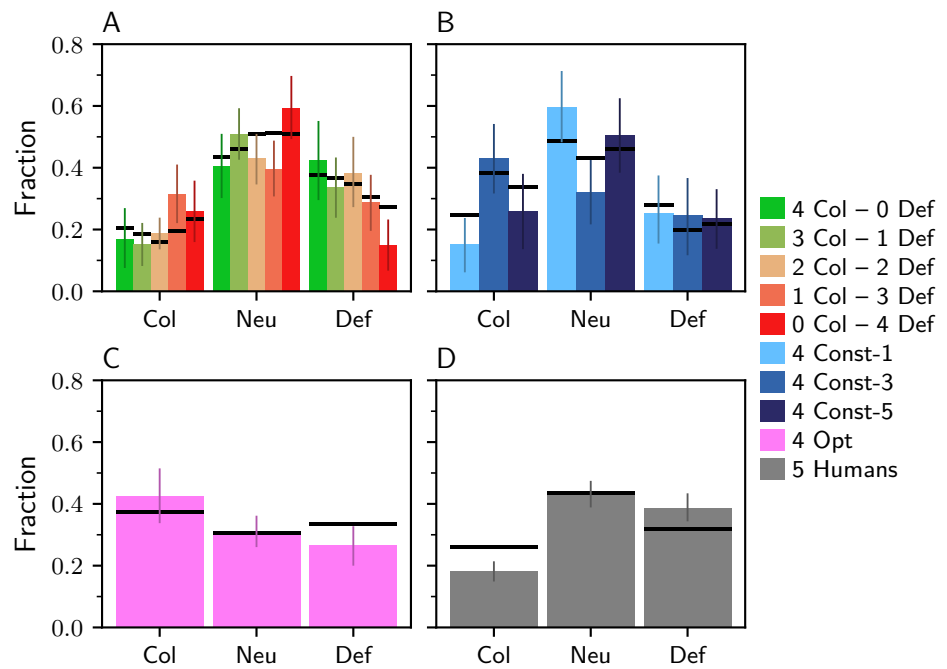 A
B
Fraction
0.8
0.6
0.4
0.2
0.0
Col
Neu
Def
Col
Neu
Def
C
D
Fraction
0.8
0.6
0.4
0.2
0.0
Col
Neu
Def
Col
Neu
Def
4 Col – 0 Def
3 Col – 1 Def
2 Col – 2 Def
1 Col – 3 Def
0 Col – 4 Def
4 Const-1
4 Const-3
4 Const-5
4 Opt
5 Humans